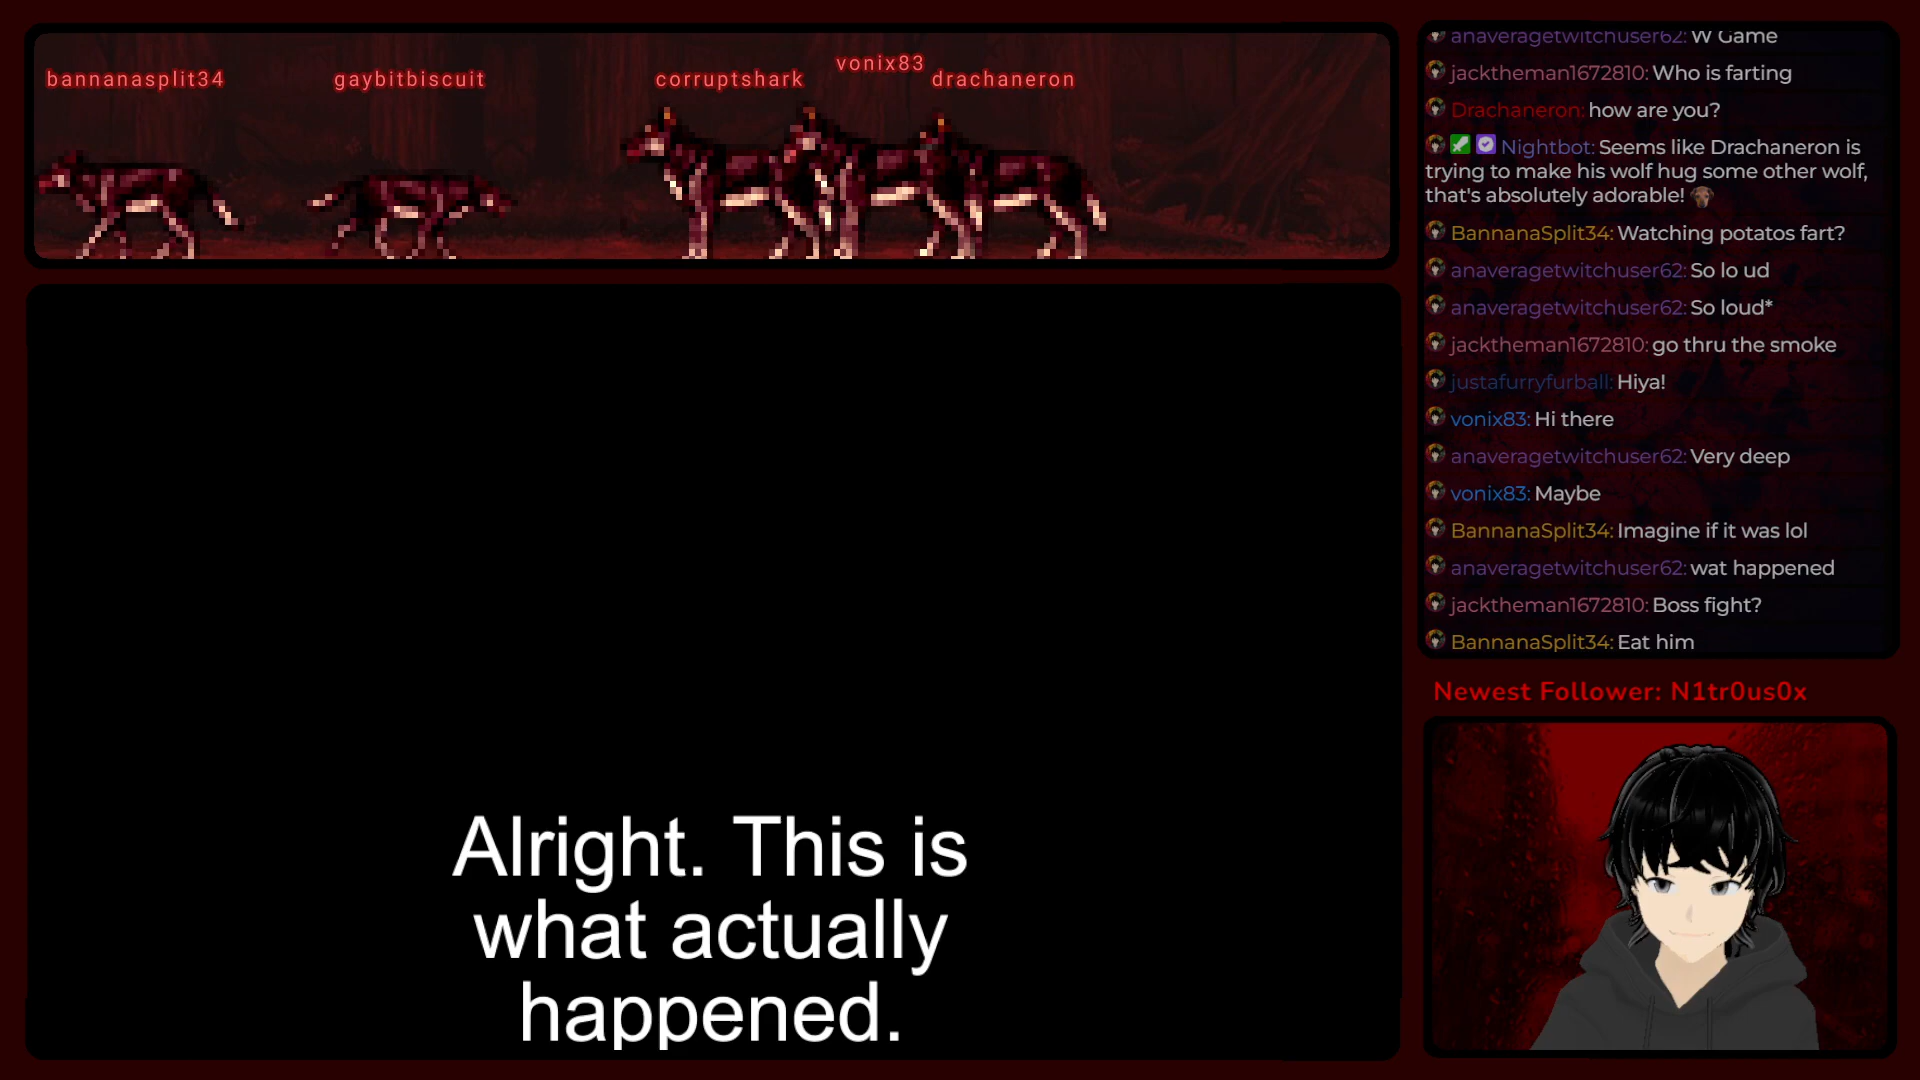 bannanasplit34
gaybitbiscuit
corruptshark
vonix83
drachaneron
anaveragetwitchuser62: W Game
jacktheman1672810: Who is farting
Drachaneron: how are you?
Nightbot: Seems like Drachaneron is
trying to make his wolf hug some other wolf,
that's absolutely adorable!
BannanaSplit34: Watching potatos fart?
anaveragetwitchuser62: So lo ud
anaveragetwitchuser62: So loud*
jacktheman1672810: go thru the smoke
justafurryfurball: Hiya!
vonix83: Hi there
anaveragetwitchuser62: Very deep
vonix83: Maybe
BannanaSplit34: Imagine if it was lol
anaveragetwitchuser62: wat happened
jacktheman1672810: Boss fight?
BannanaSplit34: Eat him
Newest Follower: N1tr0us0x
Alright. This is
what actually
happened.